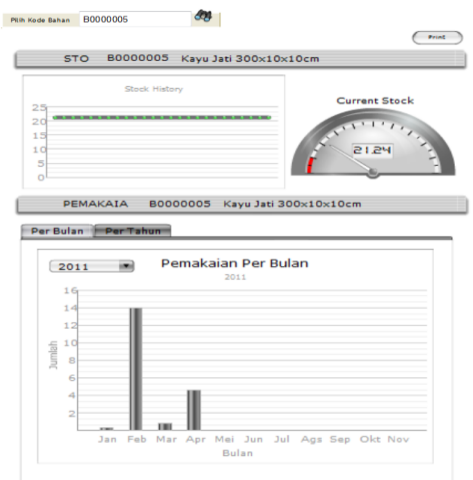 Pilih Kode Bahan B0000005
Print
STO B0000005 Kayu Jati 300x10x10cm
Stock History
25
20
15
10
5
0
Current Stock
21.24
PEMAKAIA B0000005 Kayu Jati 300x10x10cm
Per Bulan Per Tahun
2011 Pemakaian Per Bulan
2011
Jumlah
16
14
12
10
8
6
4
2
Jan Feb Mar Apr Mei Jun Jul Ags Sep Okt Nov
Bulan